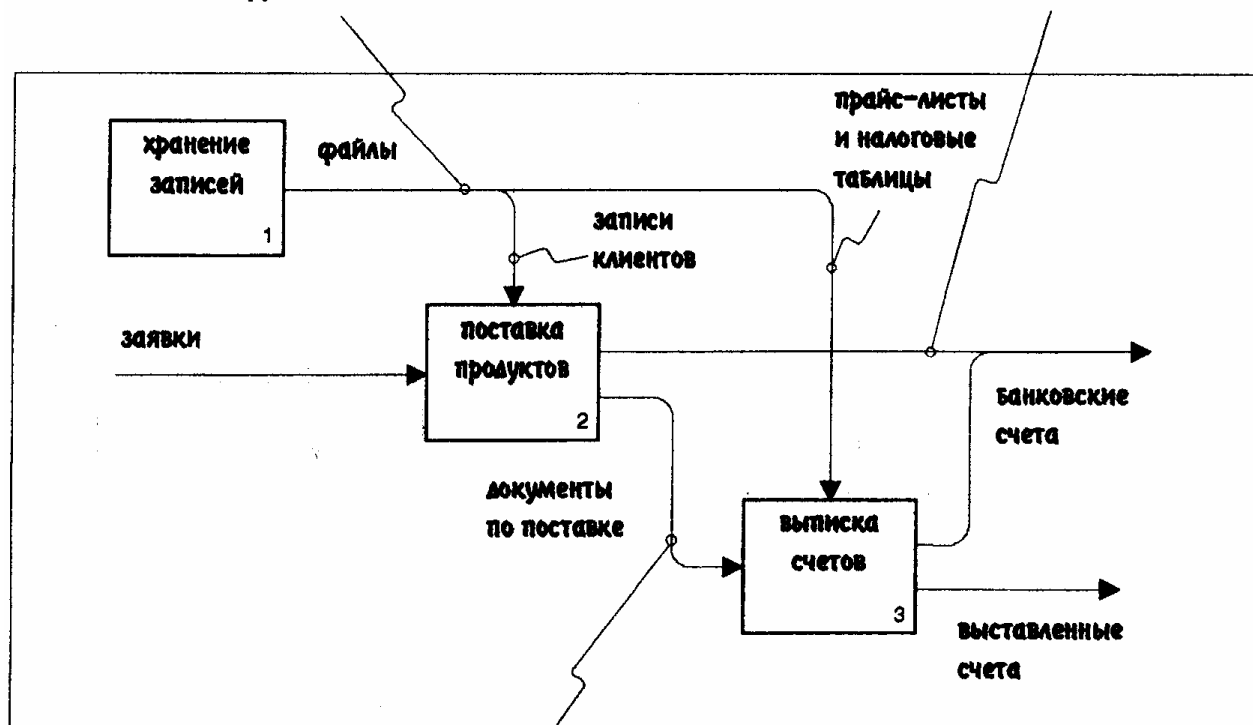 хранение
записей
1
файлы
прайс-листы
и налоговые
таблицы
записи
клиентов
заявки
поставка
продуктов
2
банковские
счета
документы
по поставке
выписка
счетов
3
выставленные
счета